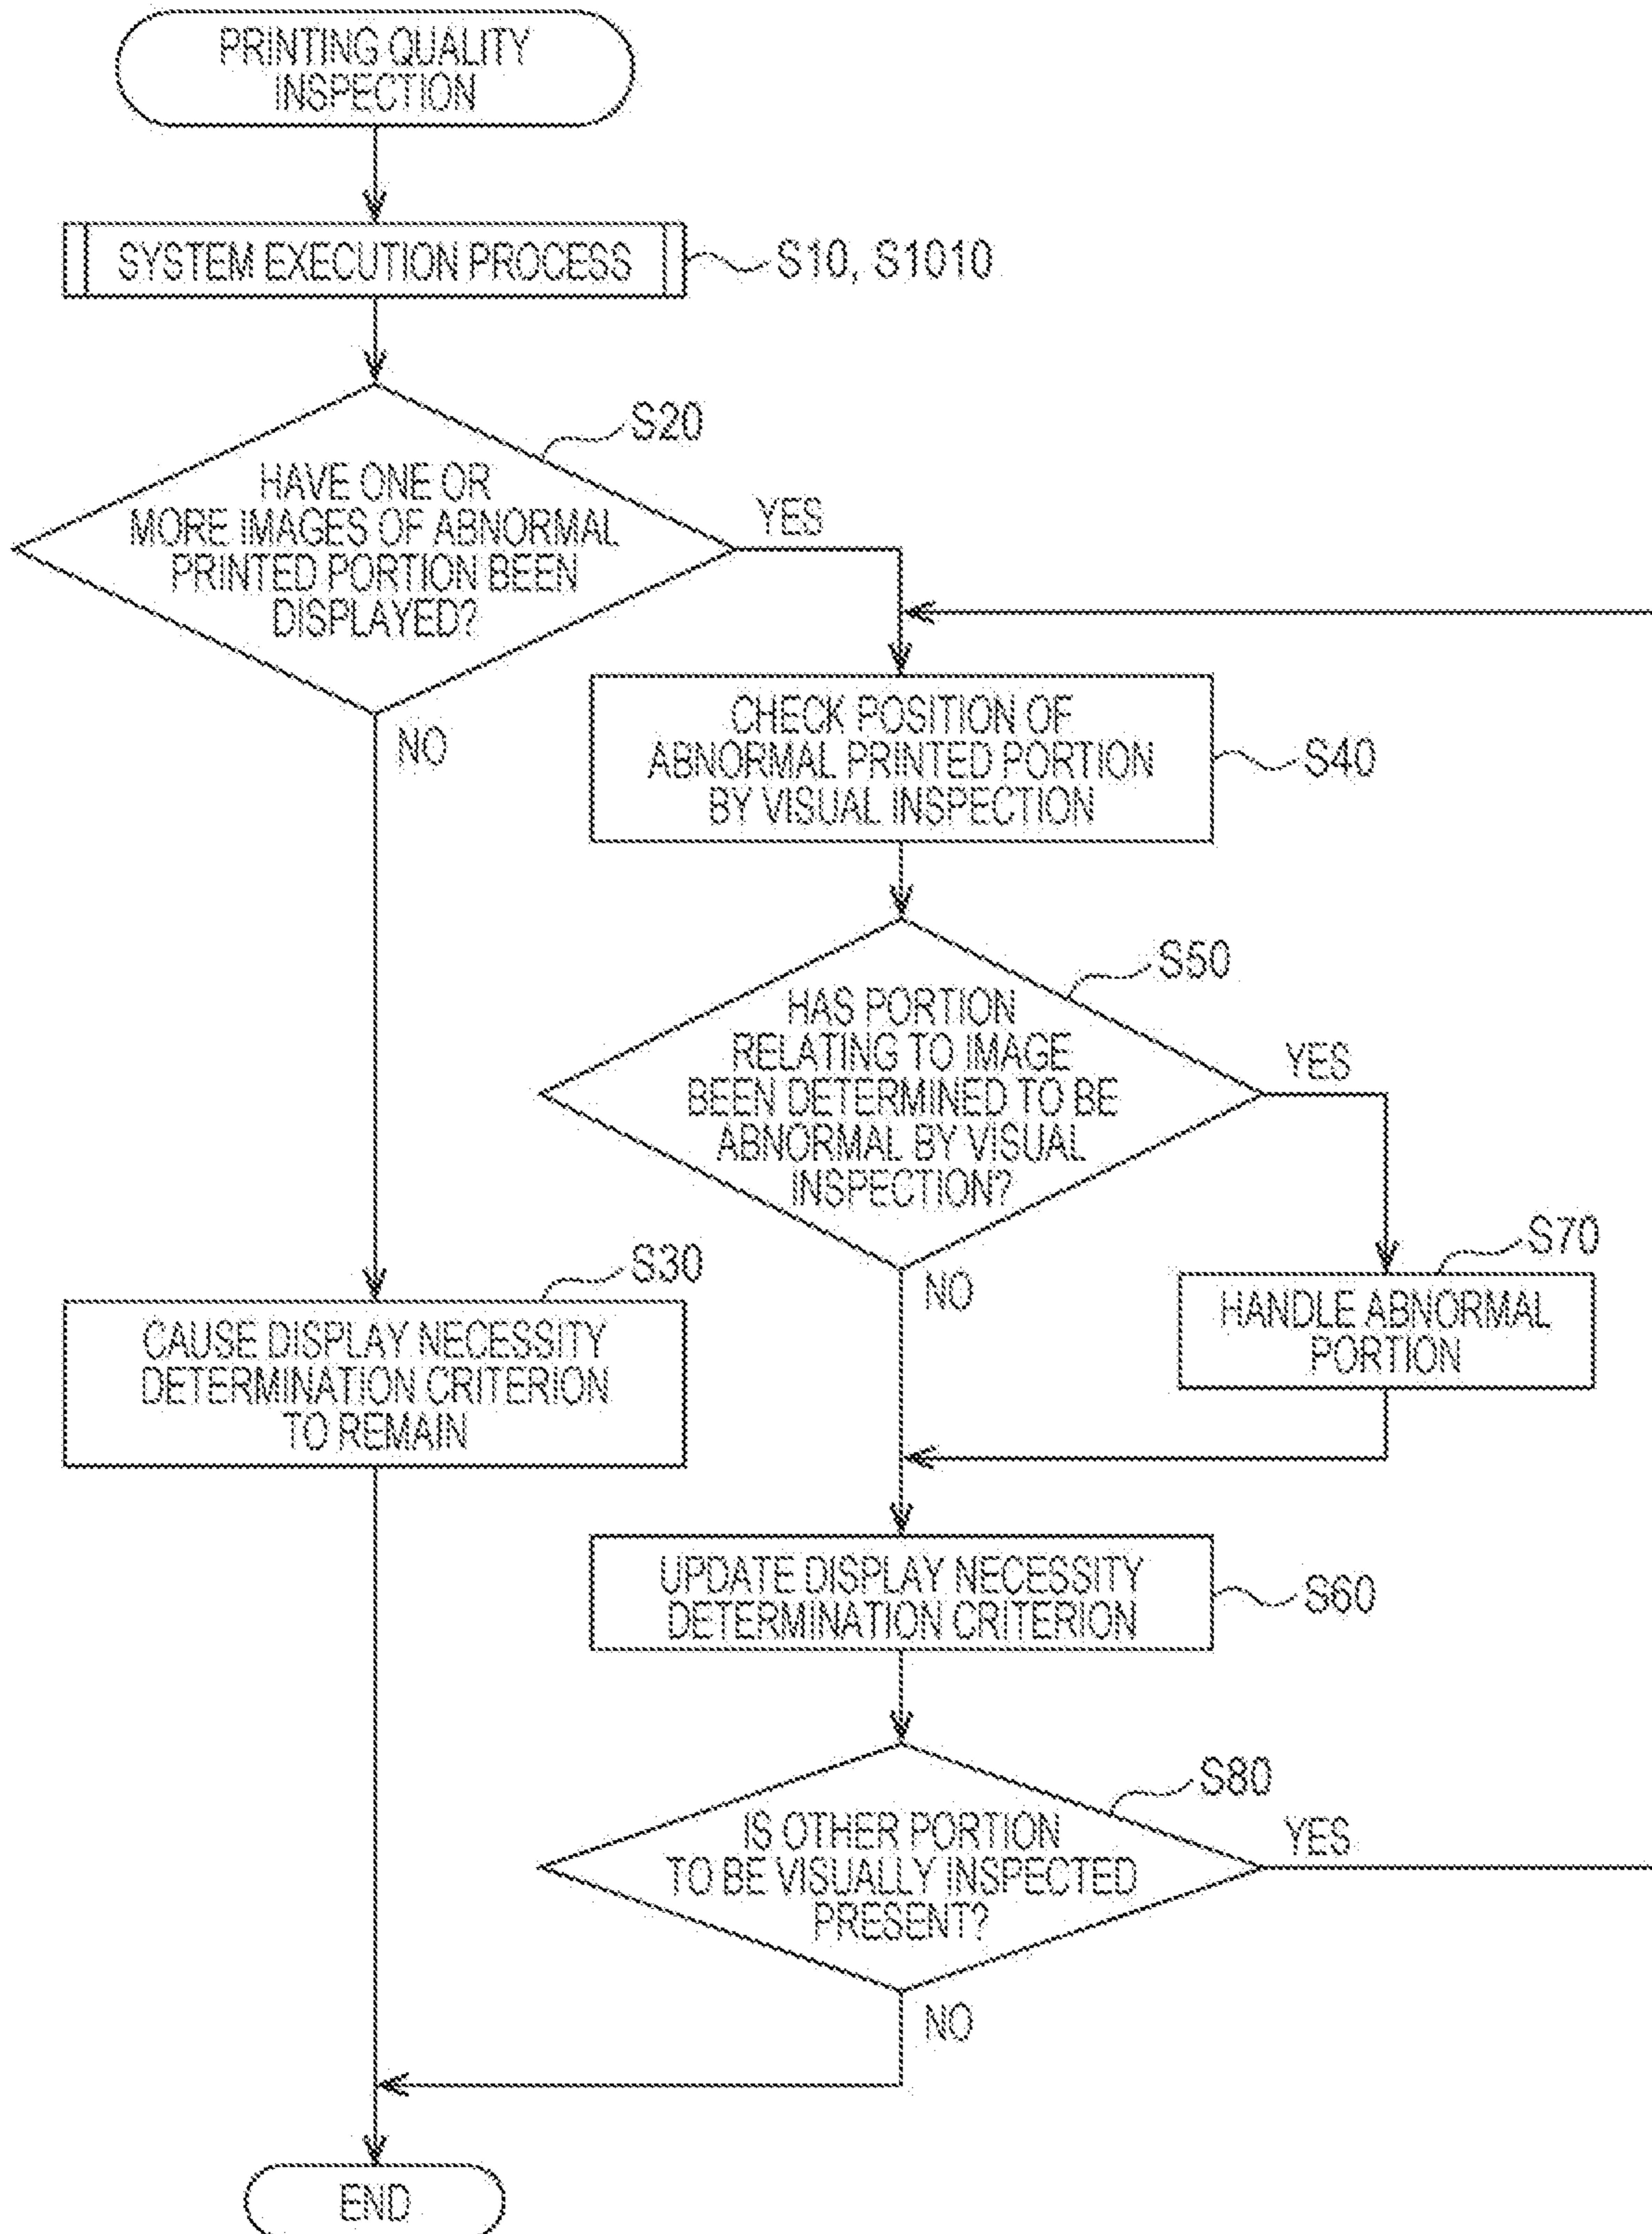 PRINTING QUALITY
INSPECTION
SYSTEM EXECUTION PROCESS
S10, S1010
S20
HAVE ONE OR
MORE IMAGES OF ABNORMAL
PRINTED PORTION BEEN
DISPLAYED?
YES
NO
CHECK POSITION OF
ABNORMAL PRINTED PORTION
BY VISUAL INSPECTION
S40
S50
HAS PORTION
RELATING TO IMAGE
BEEN DETERMINED TO BE
ABNORMAL BY VISUAL
INSPECTION?
YES
NO
S70
HANDLE ABNORMAL
PORTION
S30
CAUSE DISPLAY NECESSITY
DETERMINATION CRITERION
TO REMAIN
UPDATE DISPLAY NECESSITY
DETERMINATION CRITERION
S60
S80
IS OTHER PORTION
TO BE VISUALLY INSPECTED
PRESENT?
YES
NO
END